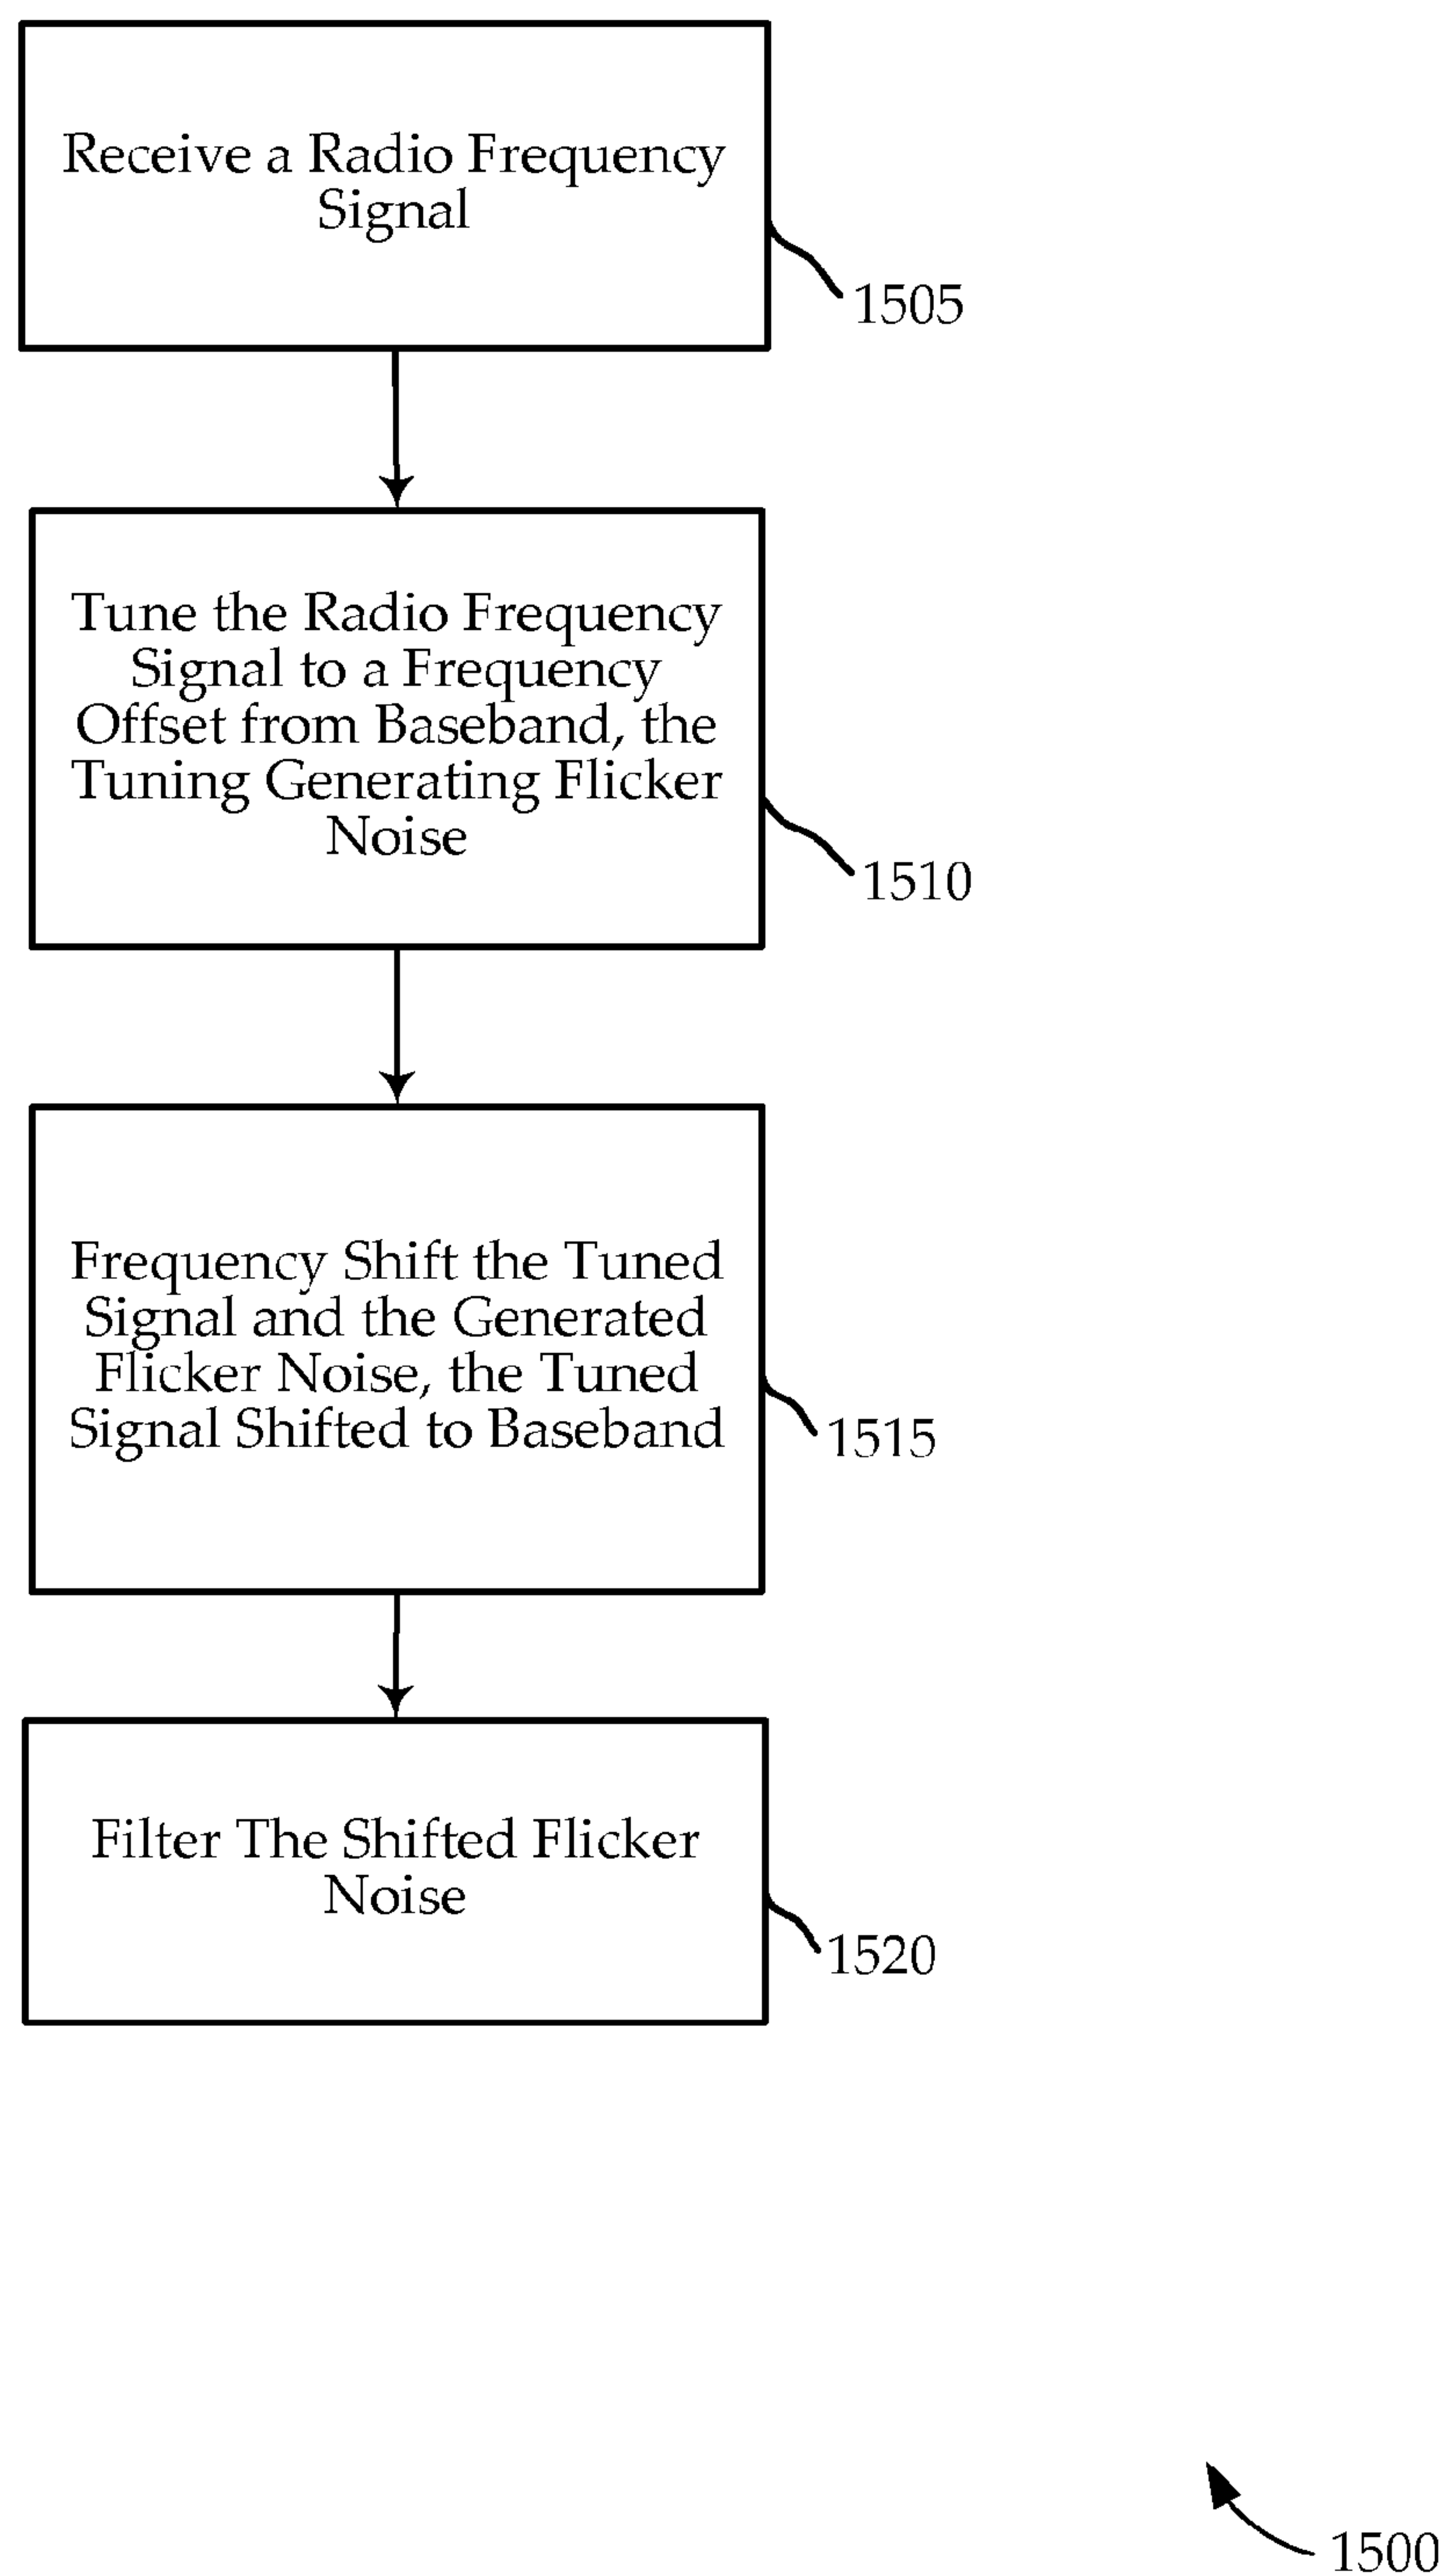 Receive a Radio Frequency
Signal
1505
Tune the Radio Frequency
Signal to a Frequency
Offset from Baseband, the
Tuning Generating Flicker
Noise
1510
Frequency Shift the Tuned
Signal and the Generated
Flicker Noise, the Tuned
Signal Shifted to Baseband
1515
Filter The Shifted Flicker
Noise
1520
1500